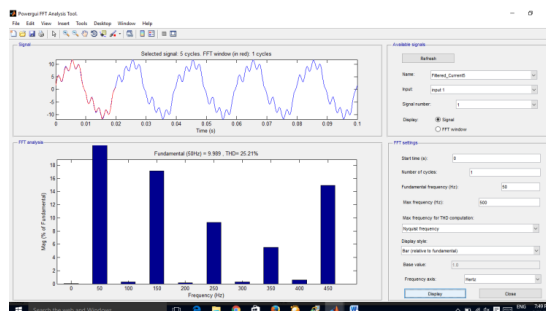 Powergui FFT Analysis Tool.
File Edit View Insert Tools Desktop Window Help
Signal
Selected signal: 5 cycles. FFT window (in red): 1 cycles
10
5
0
-5
-10
0 0.01 0.02 0.03 0.04 0.05 0.06 0.07 0.08 0.09 0.1
Time (s)
FFT analysis
Fundamental (50Hz) = 9.989 , THD= 25.21%
18
16
14
12
10
8
6
4
2
0
Mag (% of Fundamental)
0 50 100 150 200 250 300 350 400 450
Frequency (Hz)
Available signals
Refresh
Name: Filtered_Current5
Input: input 1
Signal number: 1
Display: Signal
FFT window
FFT settings
Start time (s): 0
Number of cycles: 1
Fundamental frequency (Hz): 50
Max frequency (Hz): 500
Max frequency for THD computation:
Nyquist frequency
Display style:
Bar (relative to fundamental)
Base value: 1.0
Frequency axis: Hertz
Display Close
Search the web and Windows
ENG